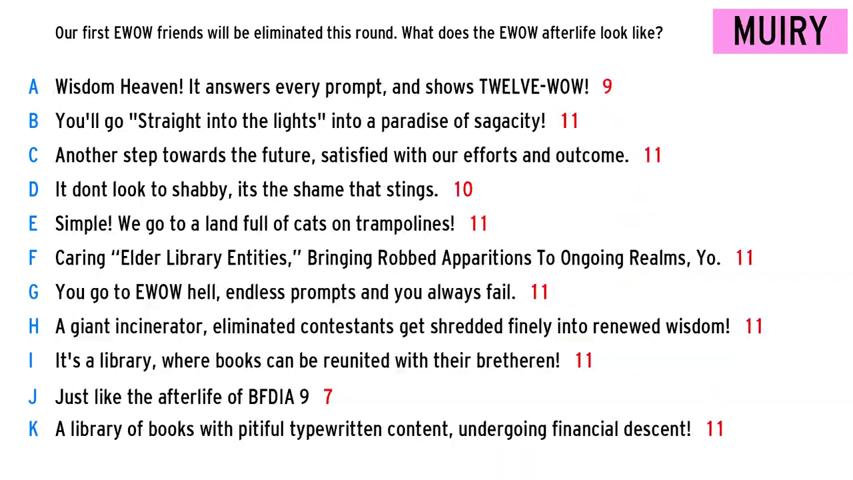 Our first EWOW friends will be eliminated this round. What does the EWOW afterlife look like?
MUIRY
A Wisdom Heaven! It answers every prompt, and shows TWELVE-WOW! 9
B You'll go "Straight into the lights" into a paradise of sagacity! 11
C Another step towards the future, satisfied with our efforts and outcome. 11
D It dont look to shabby, its the shame that stings. 10
E Simple! We go to a land full of cats on trampolines! 11
F Caring “Elder Library Entities,” Bringing Robbed Apparitions To Ongoing Realms, Yo. 11
G You go to EWOW hell, endless prompts and you always fail. 11
H A giant incinerator, eliminated contestants get shredded finely into renewed wisdom! 11
I It's a library, where books can be reunited with their bretheren! 11
J Just like the afterlife of BFDIA 9 7
K A library of books with pitiful typewritten content, undergoing financial descent! 11